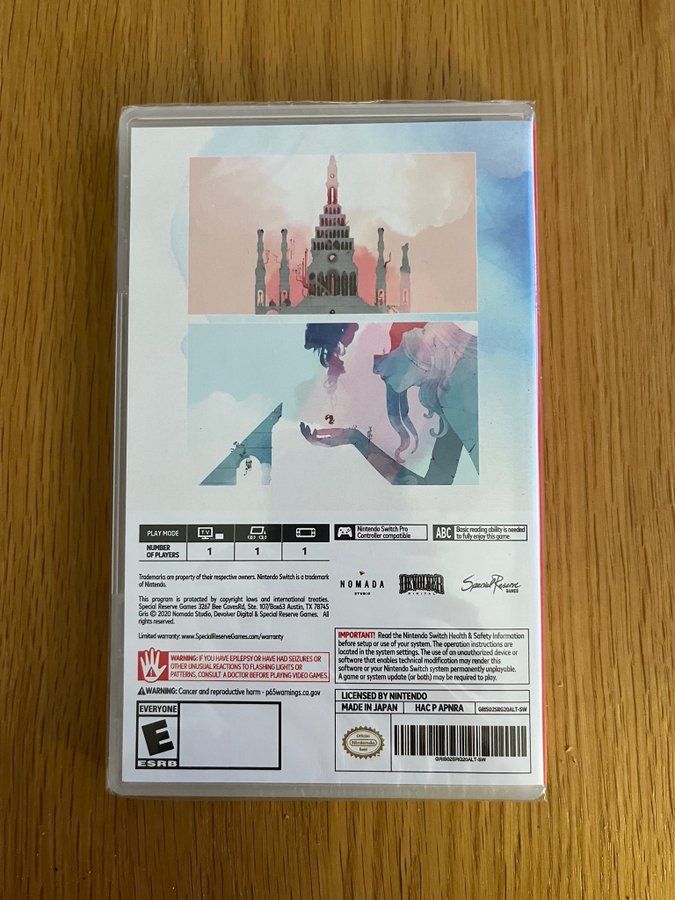 PLAY MODE
TV
NUMBER OF PLAYERS
1
1
1
Nintendo Switch Pro
Controller compatible
ABC
Basic reading ability is needed
to fully enjoy this game
Trademarks are property of their respective owners. Nintendo Switch is a trademark
of Nintendo.
This program is protected by copyright laws and international treaties.
Special Reserve Games 3267 Bee CavesRd, Ste. 107/Box63 Austin, TX 78745
Gris © 2020 Nomada Studio, Devolver Digital & Special Reserve Games. All
rights reserved.
Limited warranty: www.SpecialReserveGames.com/warranty
NOMADA
STUDIO
DEVOLVER
DIGITAL
Special Reserve
GAMES
WARNING: IF YOU HAVE EPILEPSY OR HAVE HAD SEIZURES OR
OTHER UNUSUAL REACTIONS TO FLASHING LIGHTS OR
PATTERNS, CONSULT A DOCTOR BEFORE PLAYING VIDEO GAMES.
WARNING: Cancer and reproductive harm - p65warnings.ca.gov
IMPORTANT! Read the Nintendo Switch Health & Safety Information
before setup or use of your system. The operation instructions are
located in the system settings. The use of an unauthorized device or
software that enables technical modification may render this
software or your Nintendo Switch system permanently unplayable.
A game or system update (or both) may be required to play.
EVERYONE
E
ESRB
LICENSED BY NINTENDO
MADE IN JAPAN
HAC P APNRA
GRIS02SRG20ALT-SW
Official
Nintendo
Seal
GRIS02SRG20ALT-SW